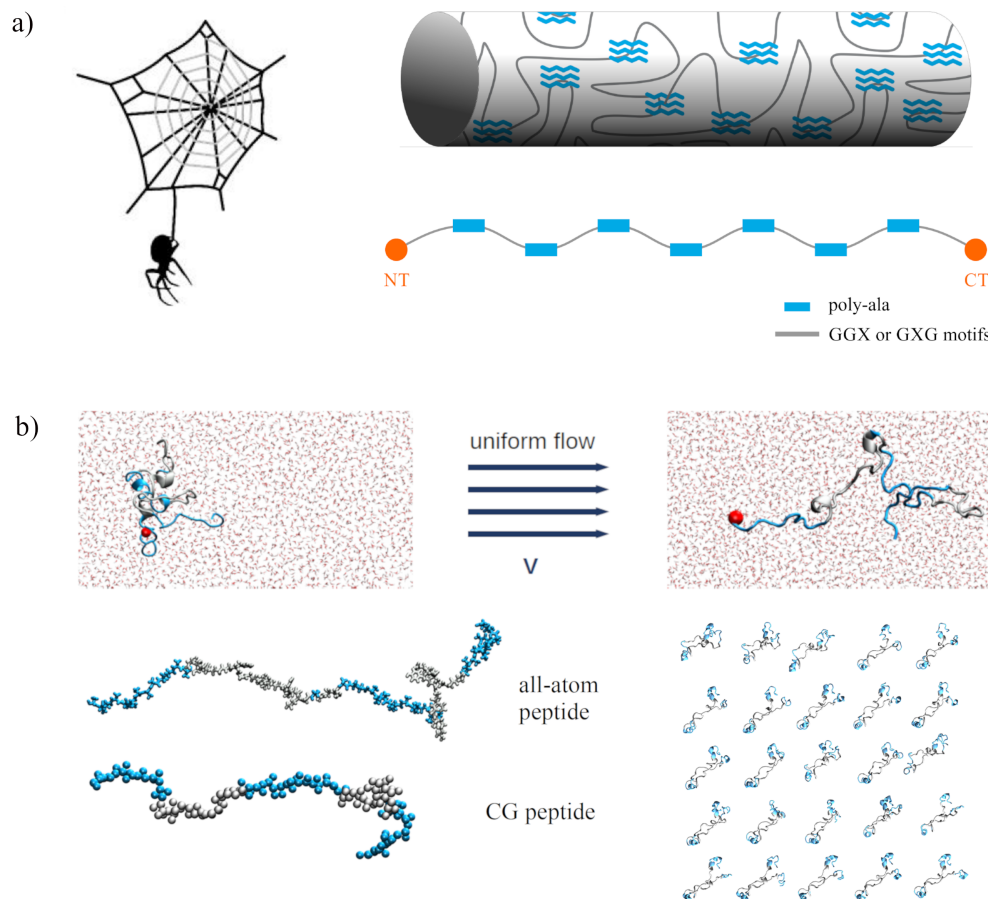 a)
NT
CT
poly-ala
GGX or GXG motifs
b)
uniform flow
v
all-atom
peptide
CG peptide